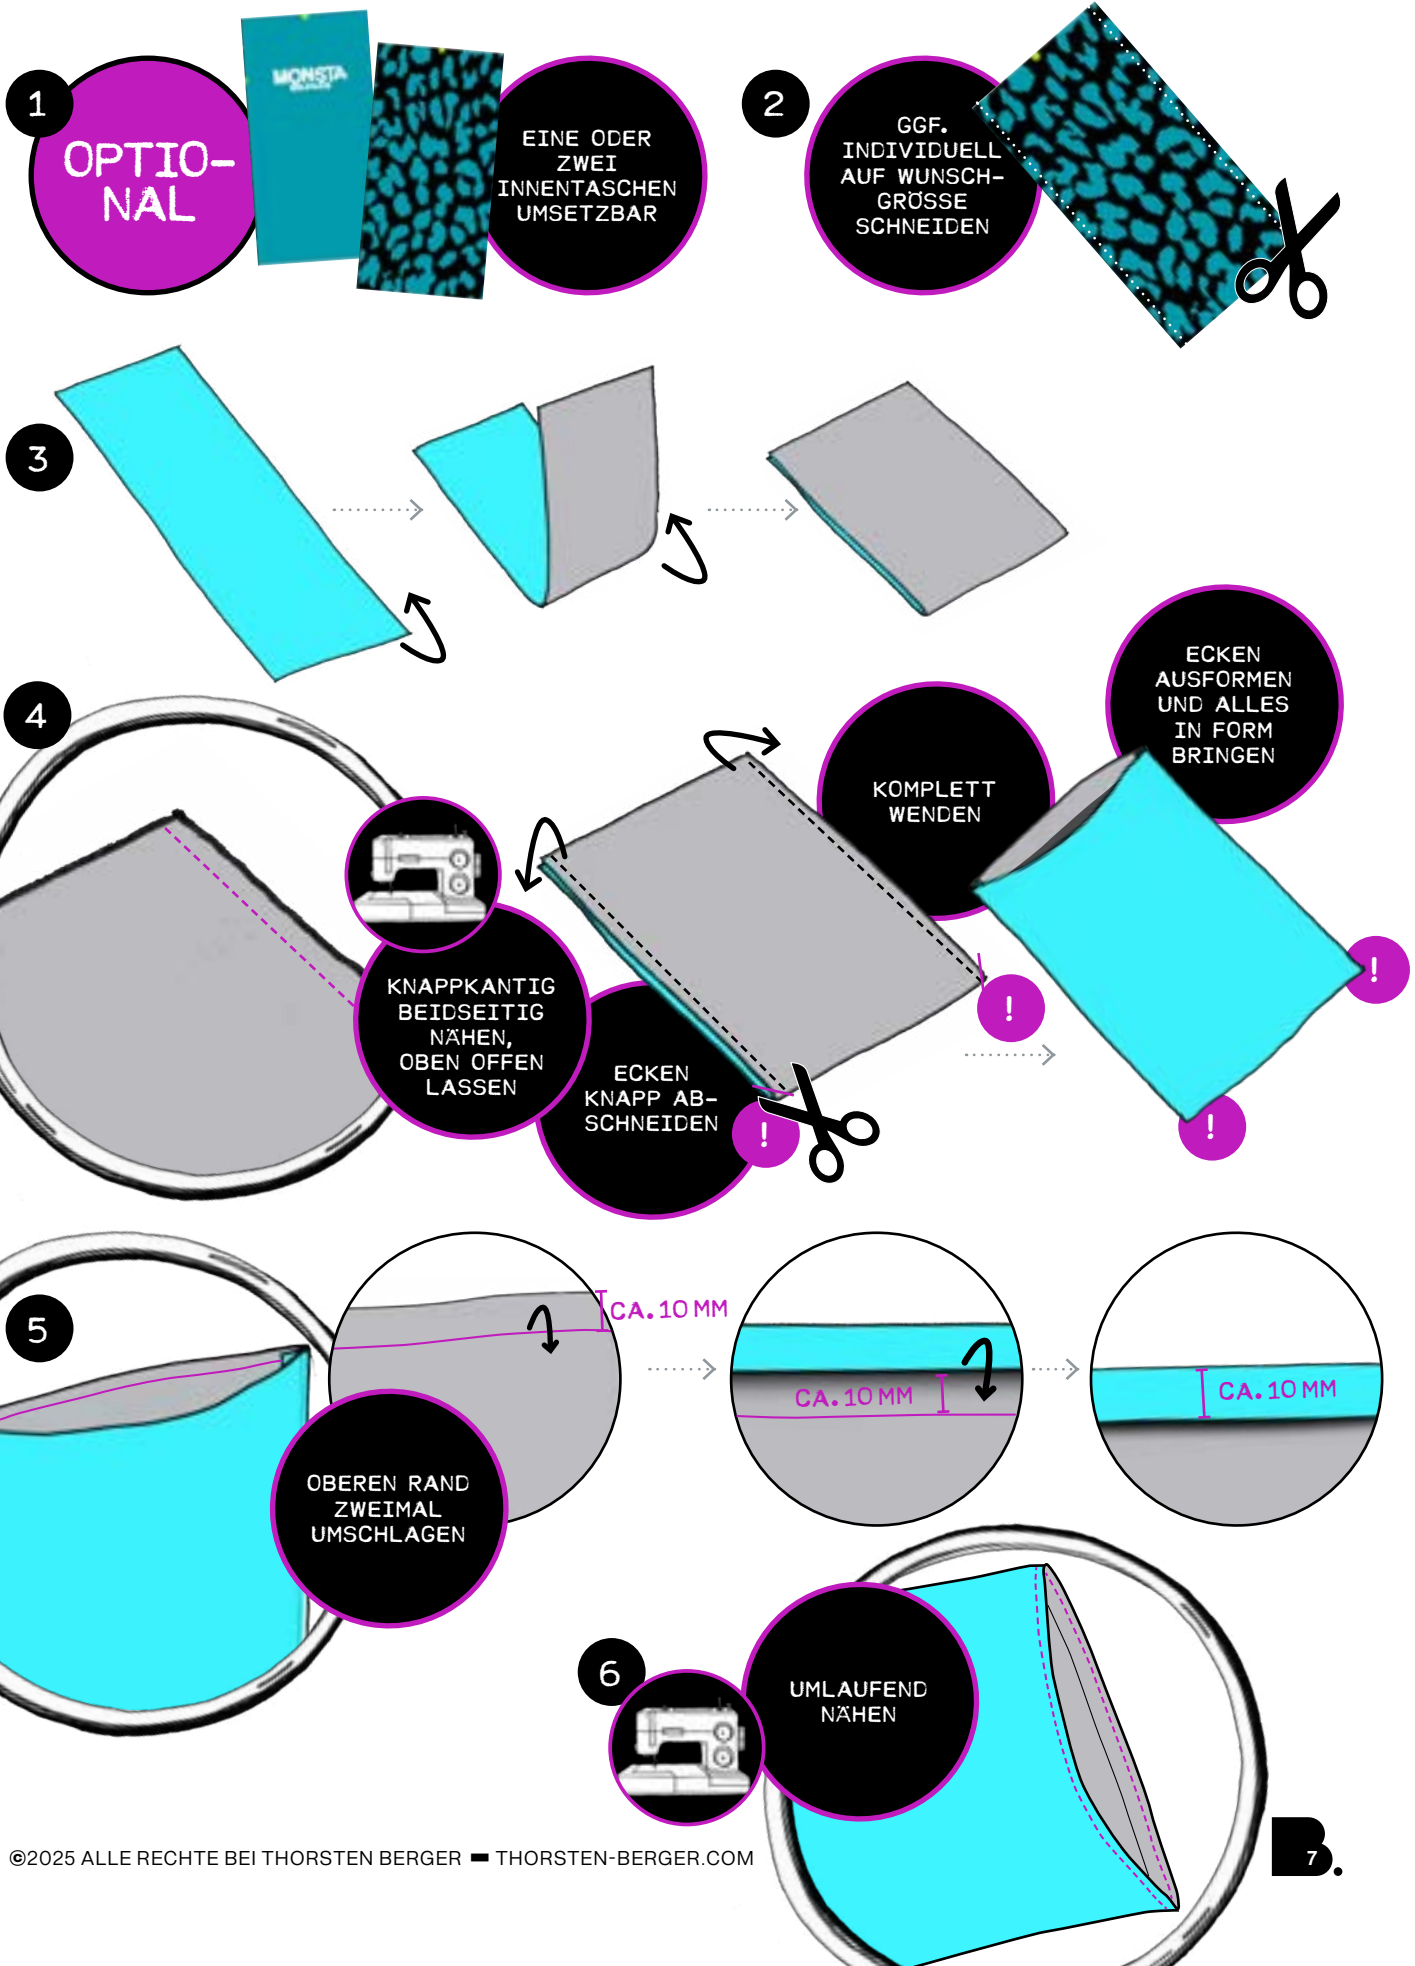 1
OPTIO-
NAL
MONSTA
EINE ODER
ZWEI
INNENTASCHEN
UMSETZBAR
2
GGF.
INDIVIDUELL
AUF WUNSCH-
GRÖSSE
SCHNEIDEN
3
4
KNAPPKANTIG
BEIDSEITIG
NÄHEN,
OBEN OFFEN
LASSEN
ECKEN
KNAPP AB-
SCHNEIDEN
!
!
KOMPLETT
WENDEN
ECKEN
AUSFORMEN
UND ALLES
IN FORM
BRINGEN
!
!
5
OBEREN RAND
ZWEIMAL
UMSCHLAGEN
CA. 10 MM
CA. 10 MM
CA. 10 MM
6
UMLAUFEND
NÄHEN
©2025 ALLE RECHTE BEI THORSTEN BERGER ━ THORSTEN-BERGER.COM
B.
7